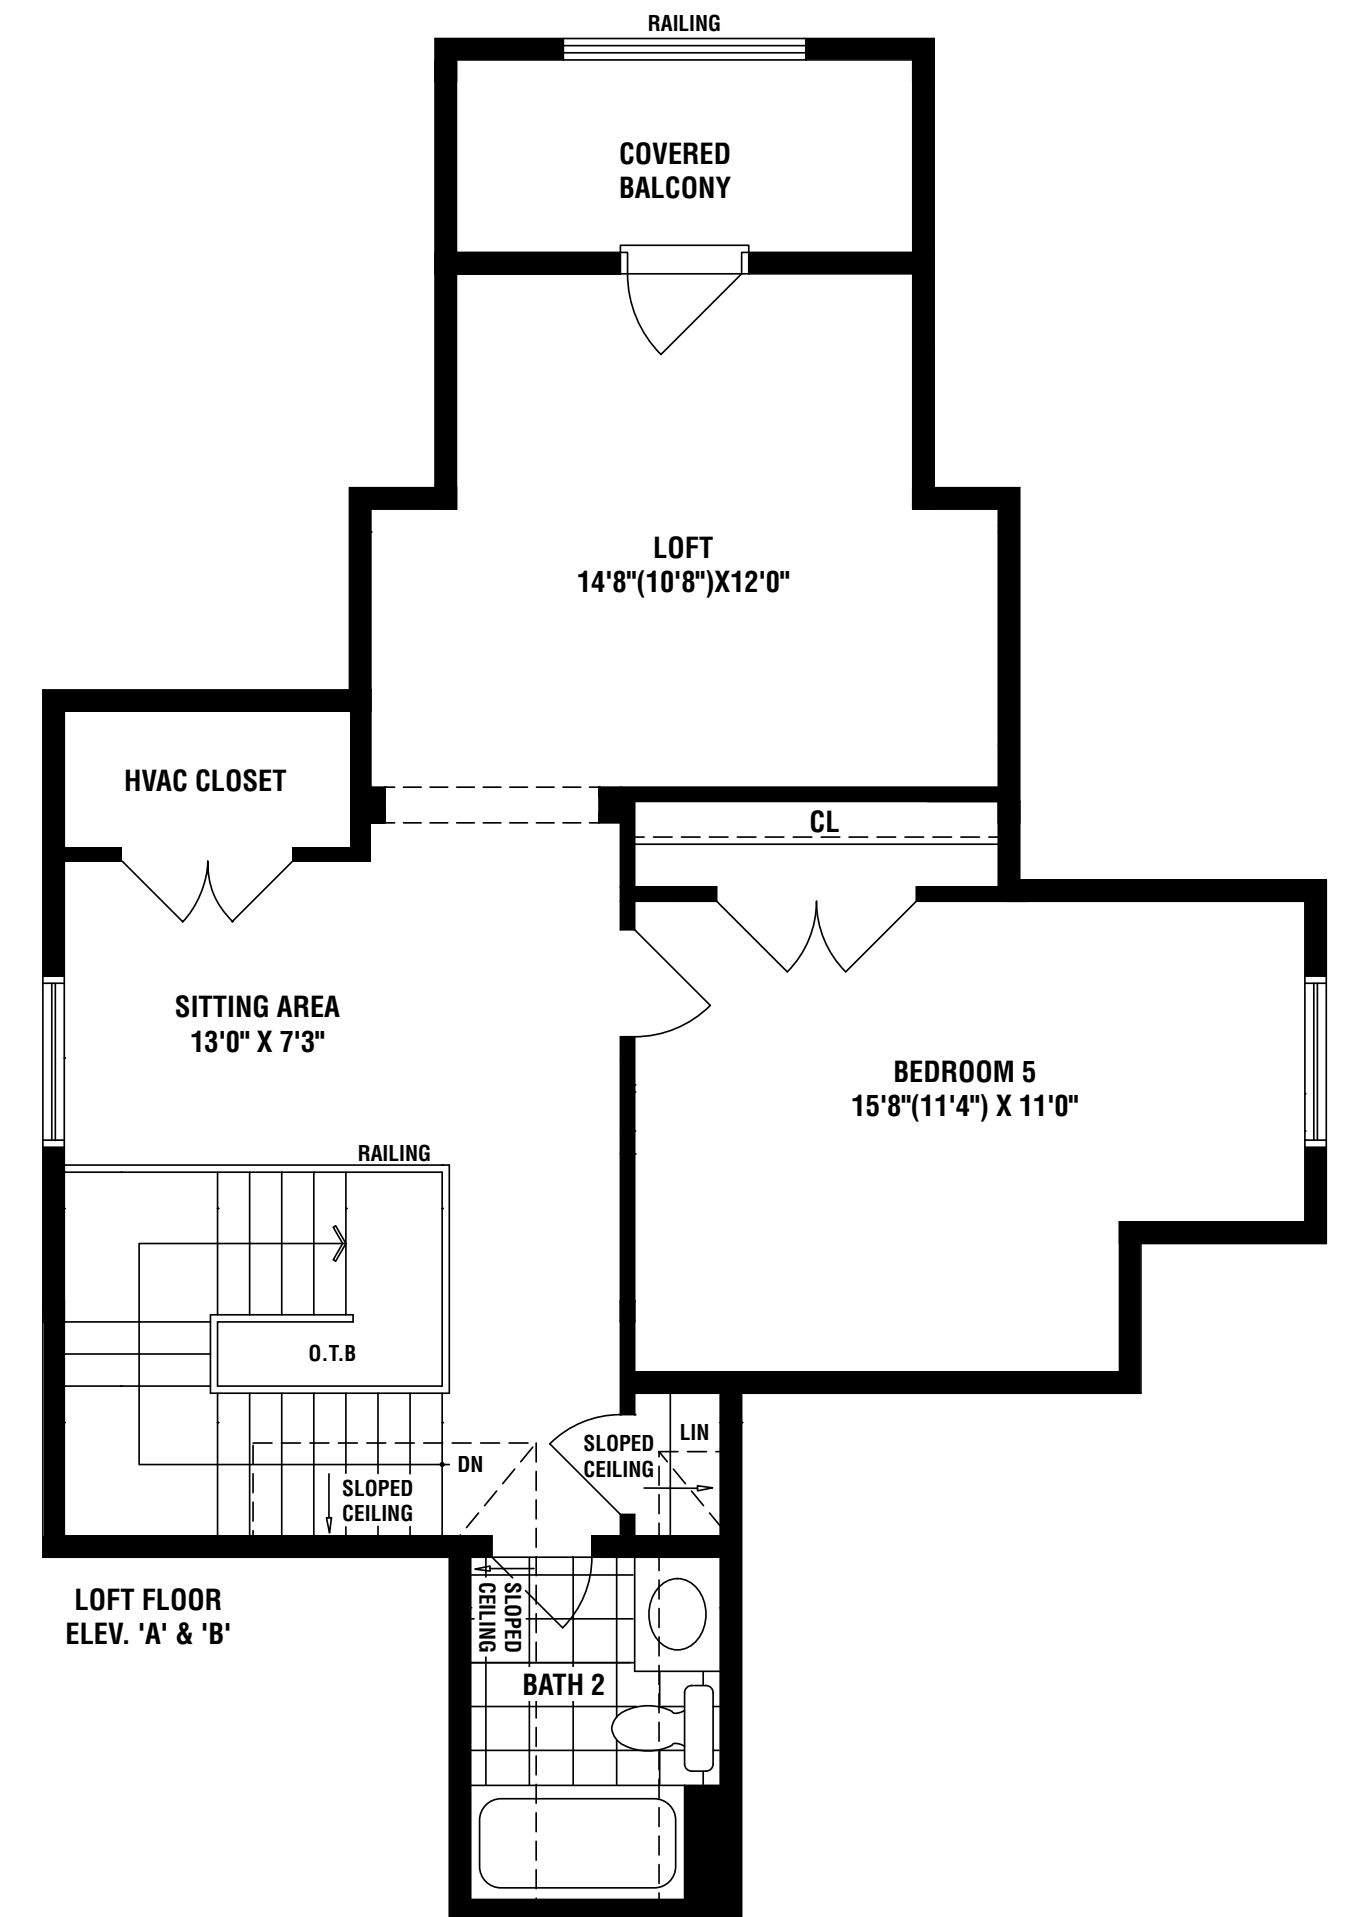 RAILING
COVERED
BALCONY
LOFT
14'8"(10'8")X12'0"
HVAC CLOSET
CL
SITTING AREA
13'0" X 7'3"
BEDROOM 5
15'8"(11'4") X 11'0"
RAILING
O.T.B
LIN
SLOPED
CEILING
DN
SLOPED
CEILING
LOFT FLOOR
ELEV. 'A' & 'B'
SLOPED
CEILING
BATH 2